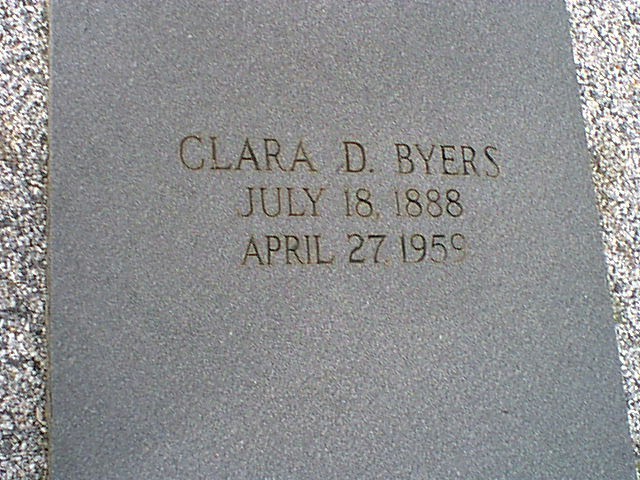 CLARA D. BYERS
JULY 18, 1888
APRIL 27, 1959